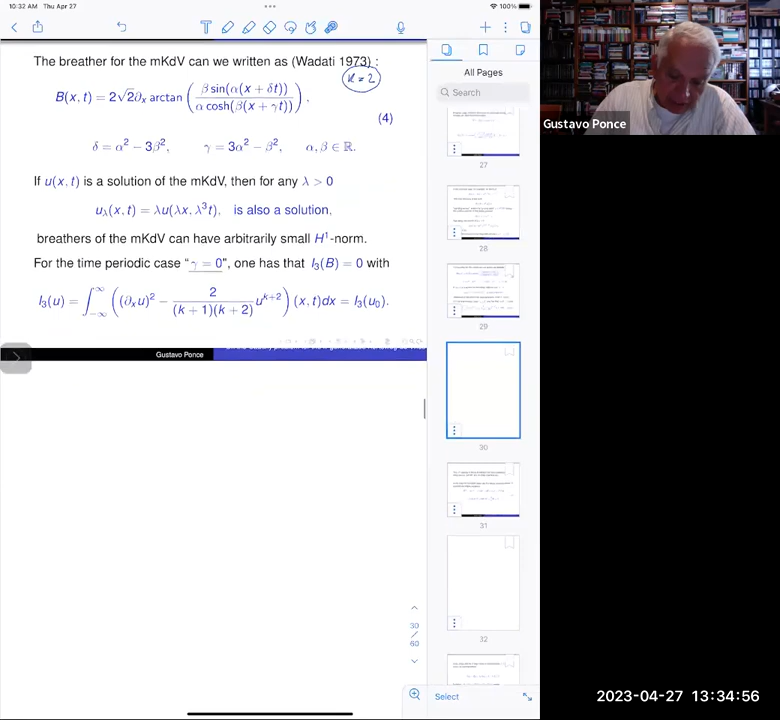 10:32 AM Thu Apr 27
100%
The breather for the mKdV can we written as (Wadati 1973) :
k = 2
B(x, t) = 2√2∂ₓ arctan ( β sin(α(x + δt)) / α cosh(β(x + γt)) ) ,
(4)
δ = α² − 3β², γ = 3α² − β², α, β ∈ ℝ.
If u(x, t) is a solution of the mKdV, then for any λ > 0
u_λ(x, t) = λu(λx, λ³t), is also a solution,
breathers of the mKdV can have arbitrarily small H¹-norm.
For the time periodic case "γ = 0", one has that I₃(B) = 0 with
I₃(u) = ∫_{−∞}^{∞} ( (∂ₓu)² − 2/((k + 1)(k + 2)) u^{k+2} ) (x, t)dx = I₃(u₀).
Gustavo Ponce
30
/
60
Select
All Pages
Search
27
28
29
30
31
32
Gustavo Ponce
2023-04-27 13:34:56